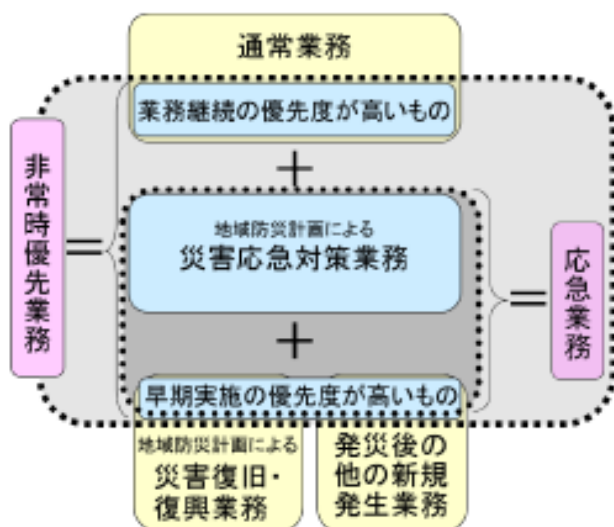 通常業務
業務継続の優先度が高いもの
+
非常時優先業務
=
地域防災計画による
災害応急対策業務
=
応急業務
+
早期実施の優先度が高いもの
地域防災計画による
災害復旧・
復興業務
発災後の
他の新規
発生業務